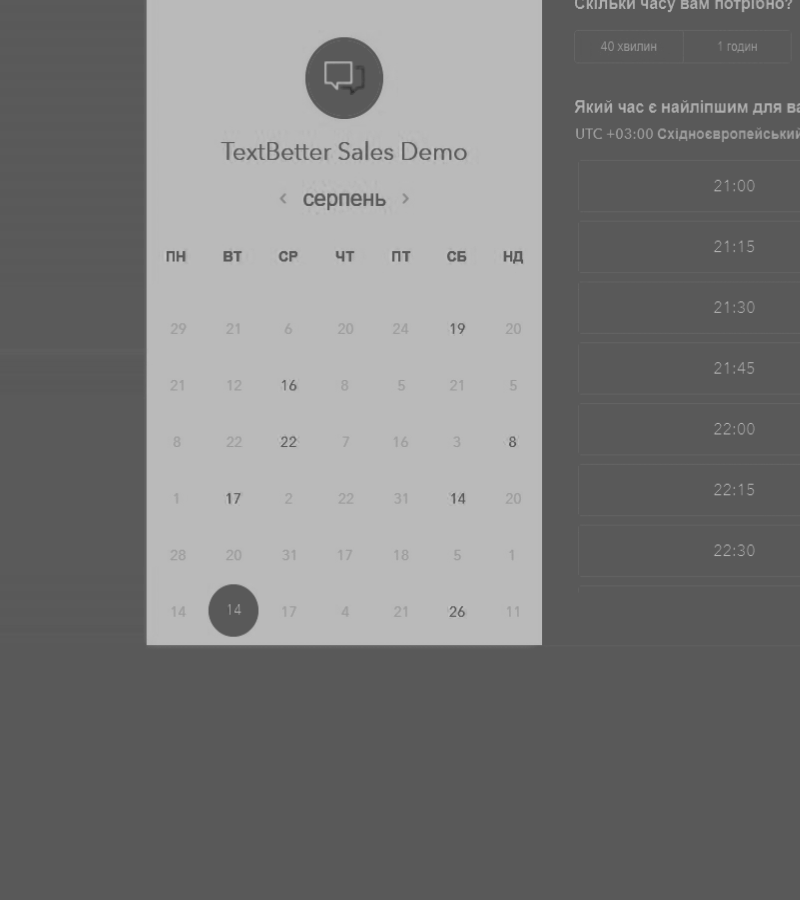 TextBetter Sales Demo
серпень
ПН ВТ СР ЧТ ПТ СБ НД
29 21 6 20 24 19 20
21 12 16 8 5 21 5
8 22 22 7 16 3 8
1 17 2 22 31 14 20
28 20 31 17 18 5 1
14 14 17 4 21 26 11
Скільки часу вам потрібно?
40 хвилин
1 годин
Який час є найліпшим для
UTC +03:00 Східноєвропейський
21:00
21:15
21:30
21:45
22:00
22:15
22:30